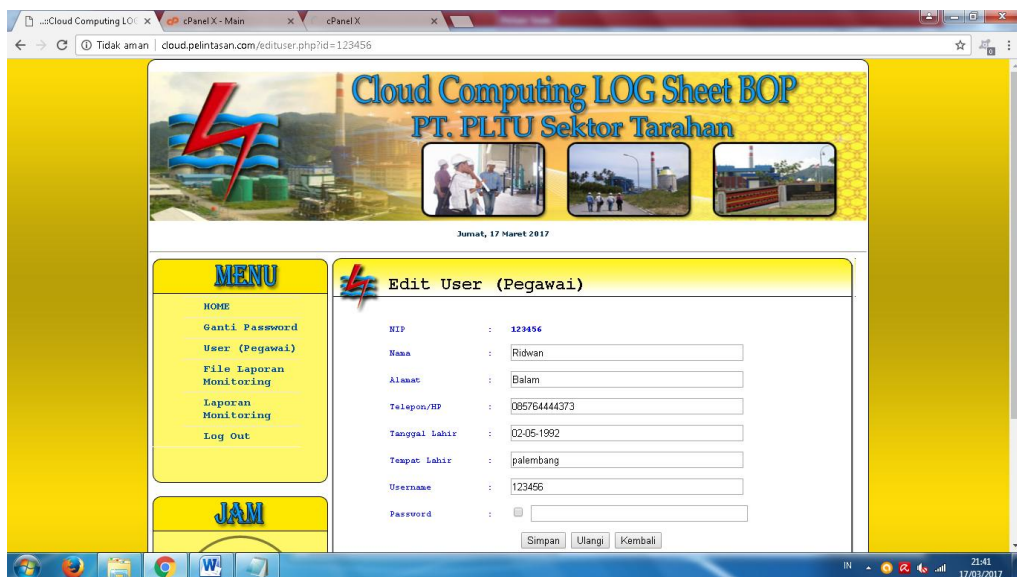 ..::Cloud Computing LO
cPanel X - Main
cPanel X
Tidak aman
cloud.pelintasan.com/edituser.php?id=123456
Cloud Computing LOG Sheet BOP
PT. PLTU Sektor Tarahan
Jumat, 17 Maret 2017
MENU
HOME
Ganti Password
User (Pegawai)
File Laporan
Monitoring
Laporan
Monitoring
Log Out
JAM
Edit User (Pegawai)
NIP : 123456
Nama : Ridwan
Alamat : Balam
Telepon/HP : 085764444373
Tanggal Lahir : 02-05-1992
Tempat Lahir : palembang
Username : 123456
Password :
Simpan Ulangi Kembali
IN
21:41
17/03/2017